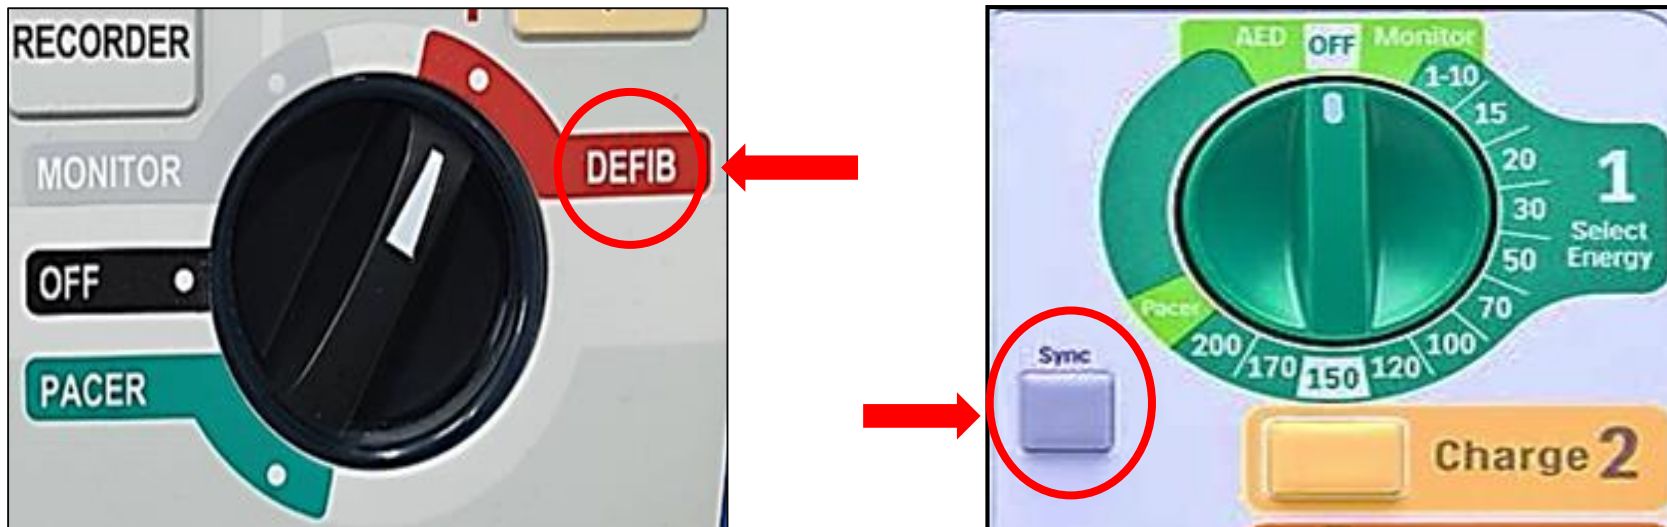 RECORDER
MONITOR
DEFIB
OFF
PACER
AED OFF Monitor
1-10
15
20
30
50
70
100
120
150
170
200
Pacer
1
Select
Energy
Sync
Charge 2